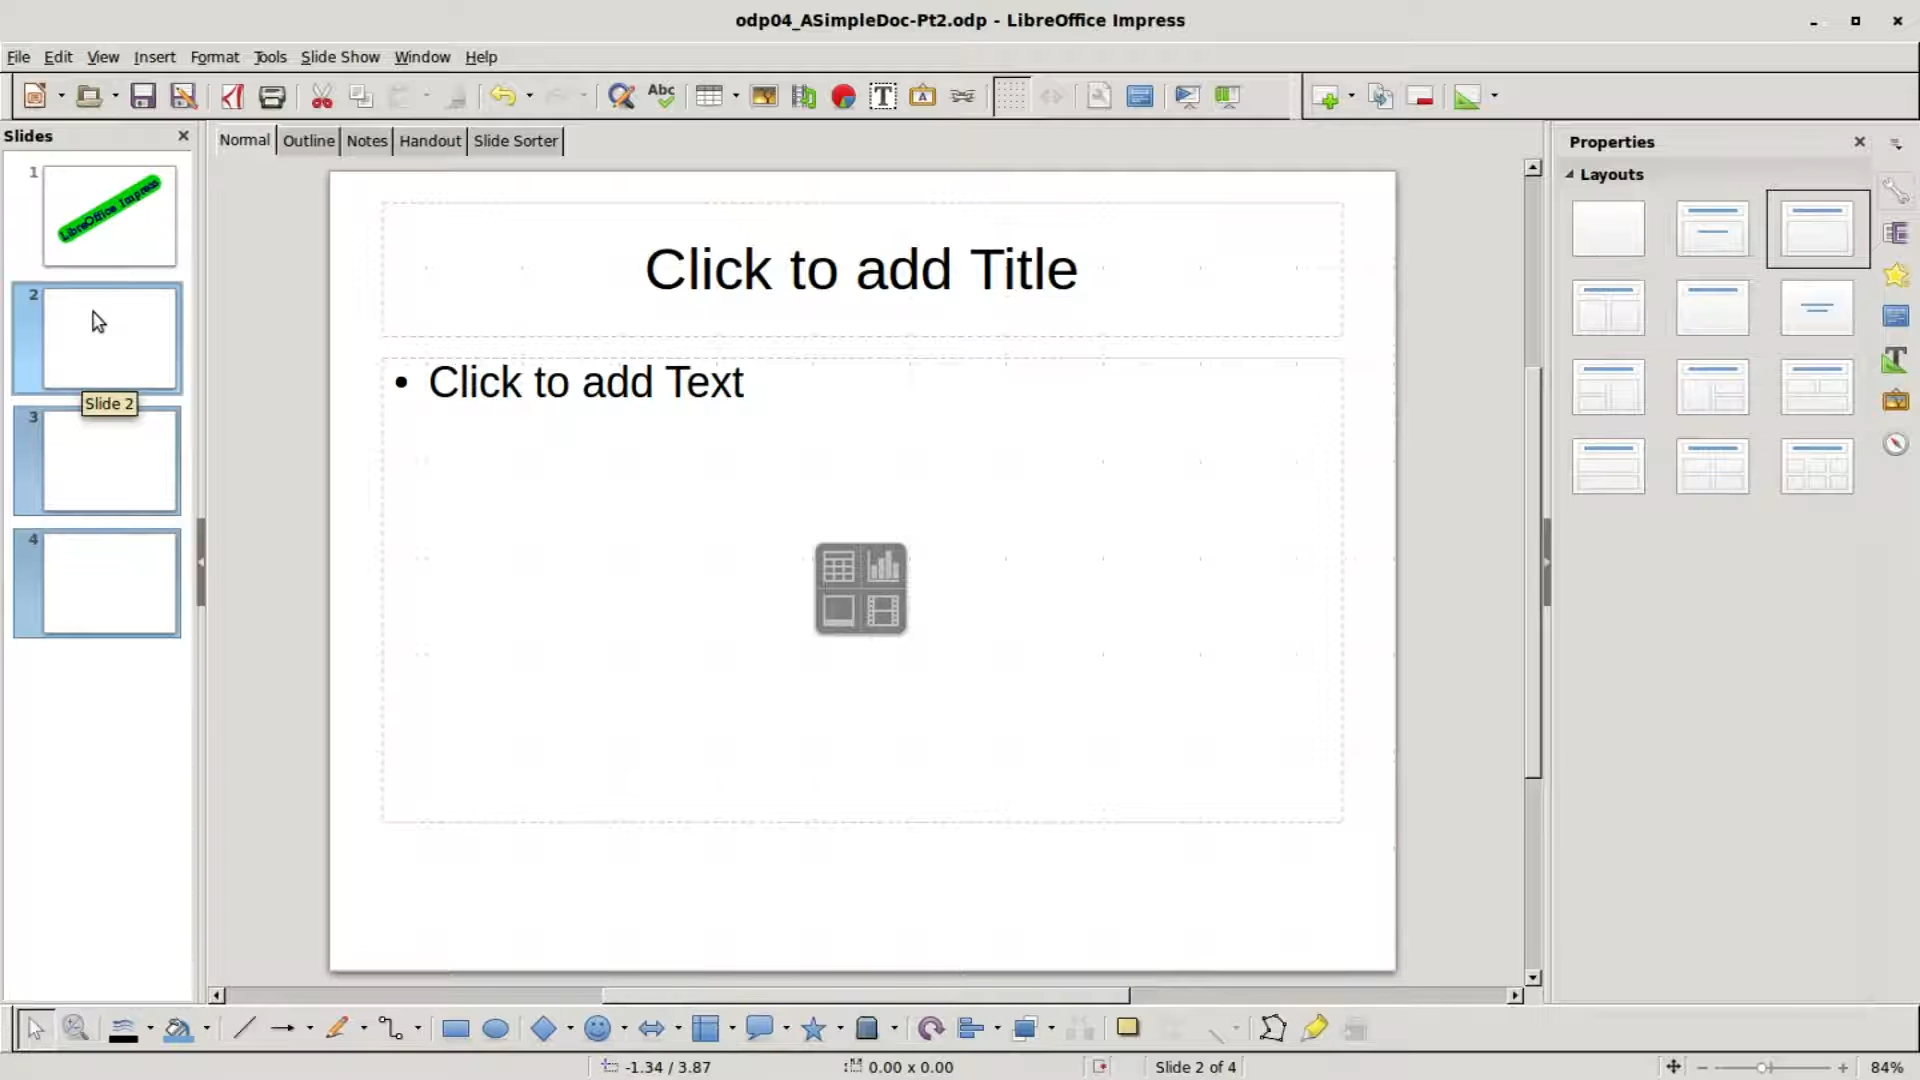 odp04_ASimpleDoc-Pt2.odp - LibreOffice Impress
File Edit View Insert Format Tools Slide Show Window Help
Abc
Slides
Normal Outline Notes Handout Slide Sorter
Properties
Layouts
1
LibreOffice Impress
2
Slide 2
3
4
Click to add Title
• Click to add Text
-1.34 / 3.87
0.00 x 0.00
Slide 2 of 4
84%